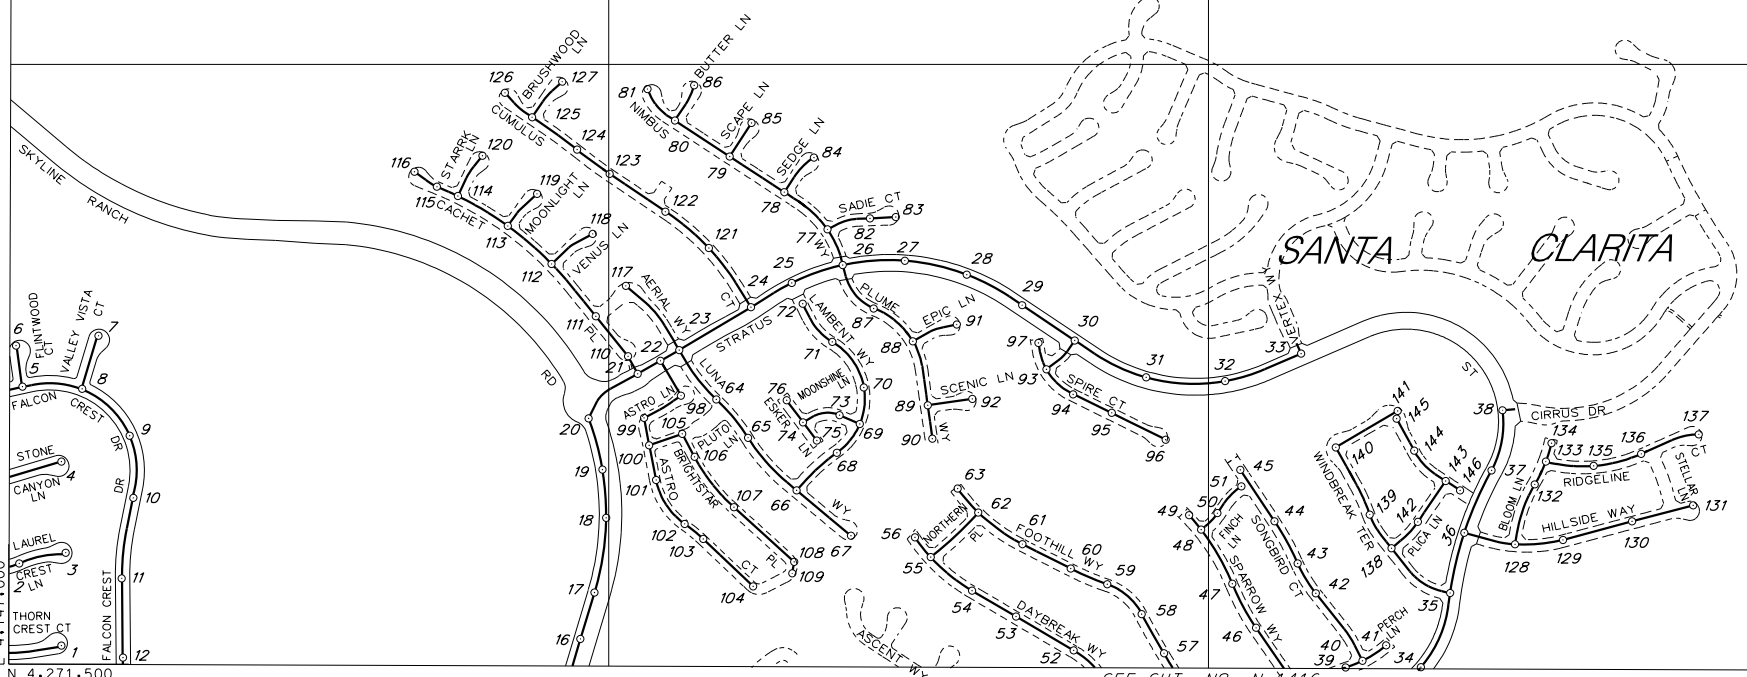 SANTA CLARITA
SKYLINE
RANCH
RD
BRUSHWOOD
LN
CUMULUS
CT
STARRK
LN
CACHET
PL
MOONLIGHT
LN
VENUS LN
AERIAL WY
NIMBUS
WY
BUTTER LN
SCAPE LN
SEDGE LN
SADIE CT
STRATUS
ST
PLUME
WY
EPIC LN
SCENIC LN
LAMBENT WY
MOONSHINE
LN
ESKER
LN
LUNA
WY
ASTRO LN
PLUTO
LN
BRIGHTSTAR
PL
ASTRO
CT
SPIRE CT
VERTEX WY
CIRRUS DR
RIDGELINE
CT
STELLAR
LN
HILLSIDE WAY
BLOOM LN
WINDBREAK TER
PLICA LN
PERCH
LN
SONGBIRD CT
FINCH
LN
SPARROW WY
NORTHERN
PL
FOOTHILL WY
DAYBREAK WY
ASCENT WY
FLINTWOOD
CT
VALLEY VISTA
CT
FALCON CREST DR
STONE
CANYON
LN
LAUREL
CREST
LN
THORN
CREST CT
FALCON CREST
DR
1
2
3
4
5
6
7
8
9
10
11
12
16
17
18
19
20
21
22
23
24
25
26
27
28
29
30
31
32
33
34
35
36
37
38
39
40
41
42
43
44
45
46
47
48
49
50
51
52
53
54
55
56
57
58
59
60
61
62
63
64
65
66
67
68
69
70
71
72
73
74
75
76
77
78
79
80
81
82
83
84
85
86
87
88
89
90
91
92
93
94
95
96
97
98
99
100
101
102
103
104
105
106
107
108
109
110
111
112
113
114
115
116
117
118
119
120
121
122
123
124
125
126
127
128
129
130
131
132
133
134
135
136
137
138
139
140
141
142
143
144
145
146
N 4,271,500